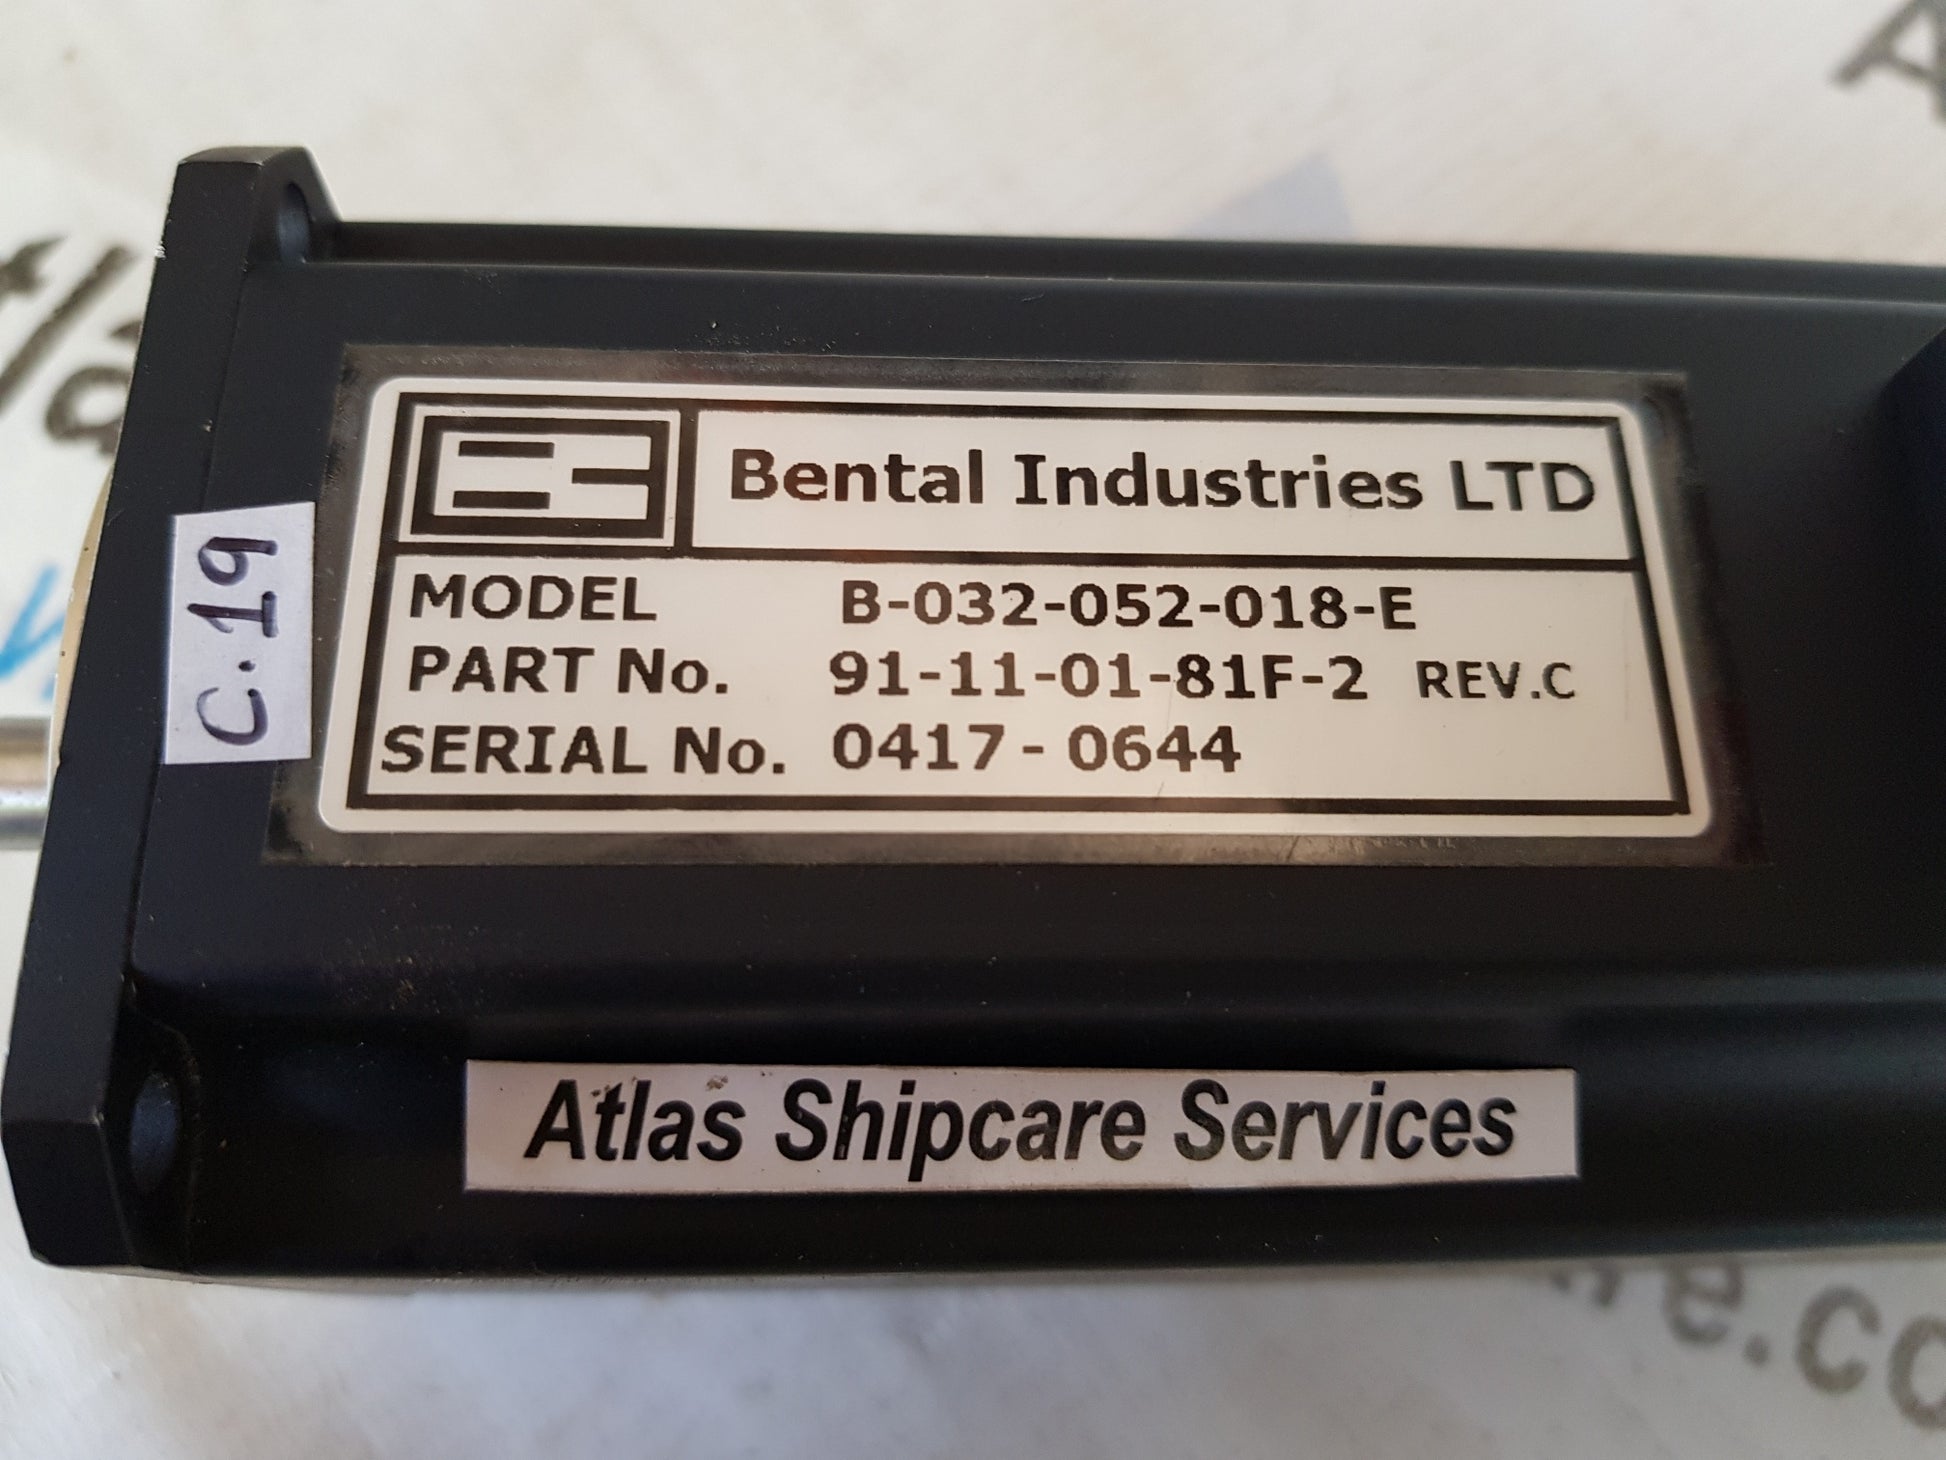 Bental Industries LTD
MODEL B-032-052-018-E
PART No. 91-11-01-81F-2 REV.C
SERIAL No. 0417-0644
C.19
Atlas Shipcare Services